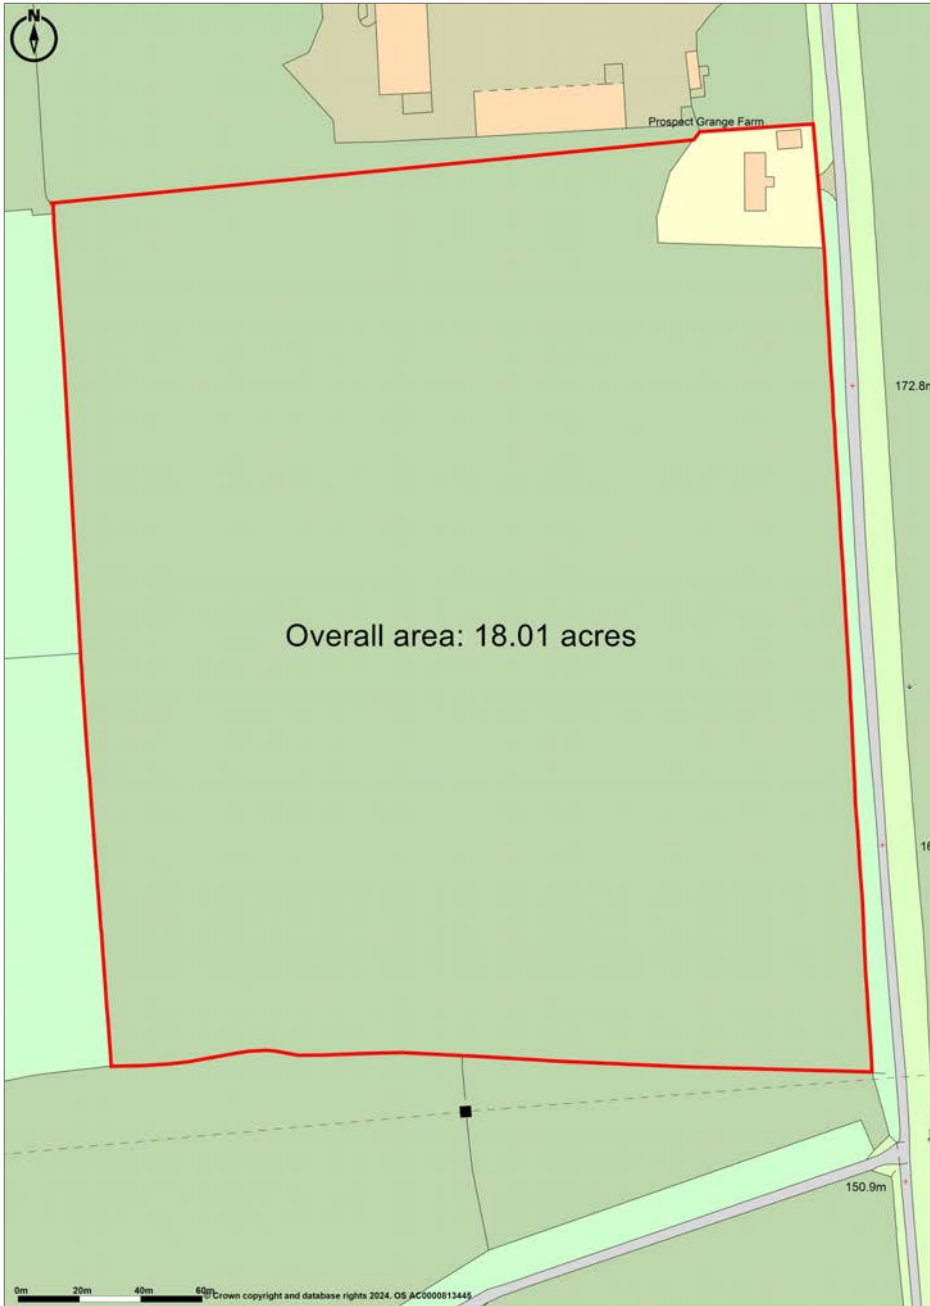 N
Prospect Grange Farm
172.8m
Overall area: 18.01 acres
16
150.9m
0m 20m 40m 60m
© Crown copyright and database rights 2024. OS AC0000813445